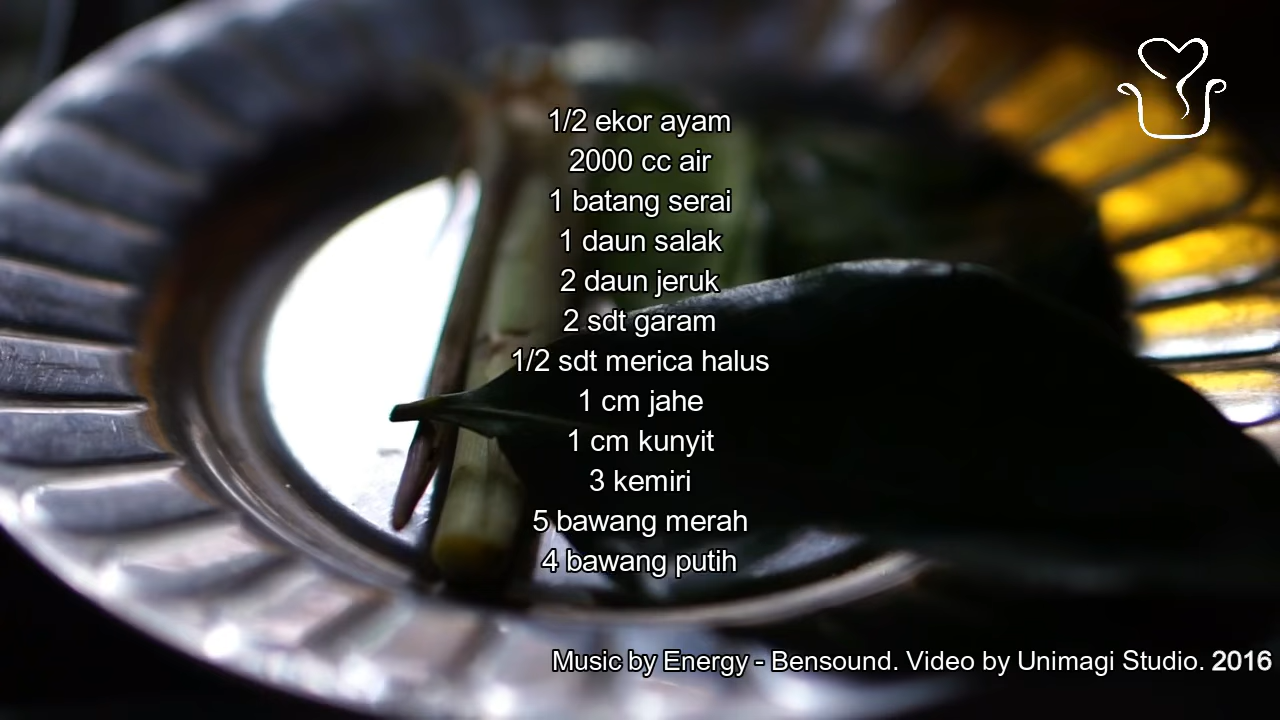 1/2 ekor ayam
2000 cc air
1 batang serai
1 daun salak
2 daun jeruk
2 sdt garam
1/2 sdt merica halus
1 cm jahe
1 cm kunyit
3 kemiri
5 bawang merah
4 bawang putih
Music by Energy - Bensound. Video by Unimagi Studio. 2016